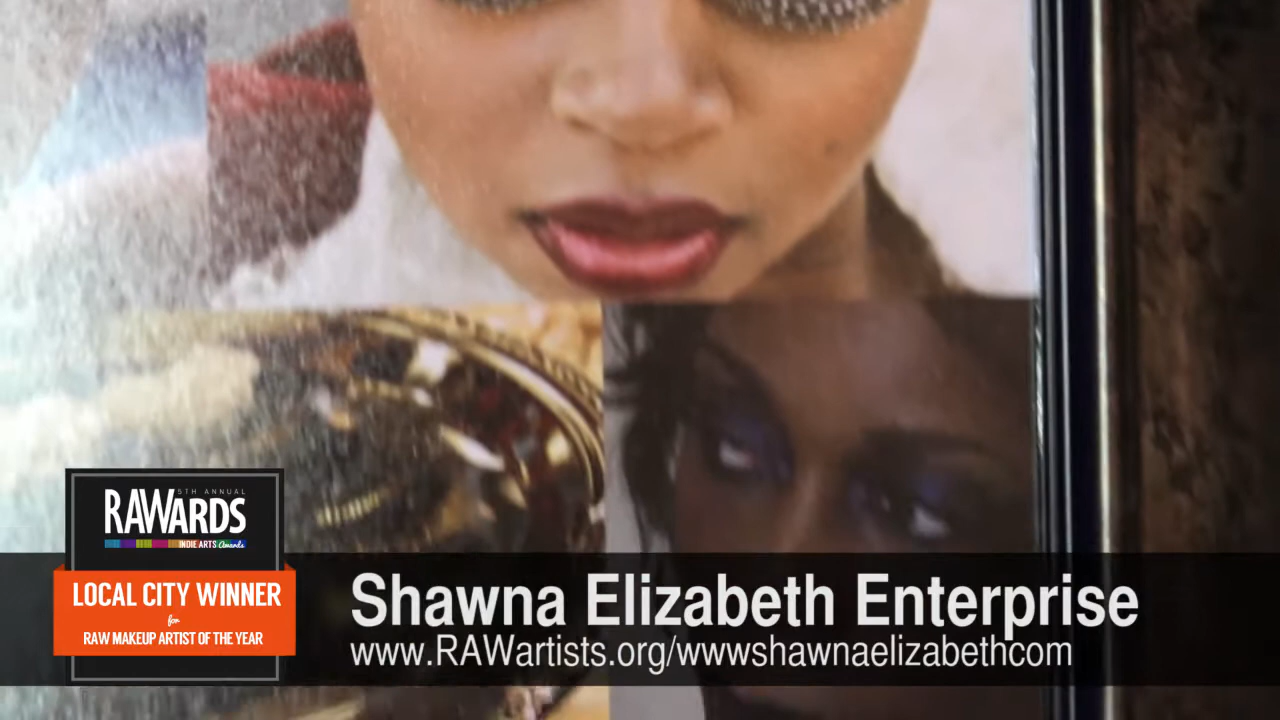 5TH ANNUAL
RAWARDS
INDIE ARTS Awards
LOCAL CITY WINNER
for
RAW MAKEUP ARTIST OF THE YEAR
Shawna Elizabeth Enterprise
www.RAWartists.org/wwwshawnaelizabethcom